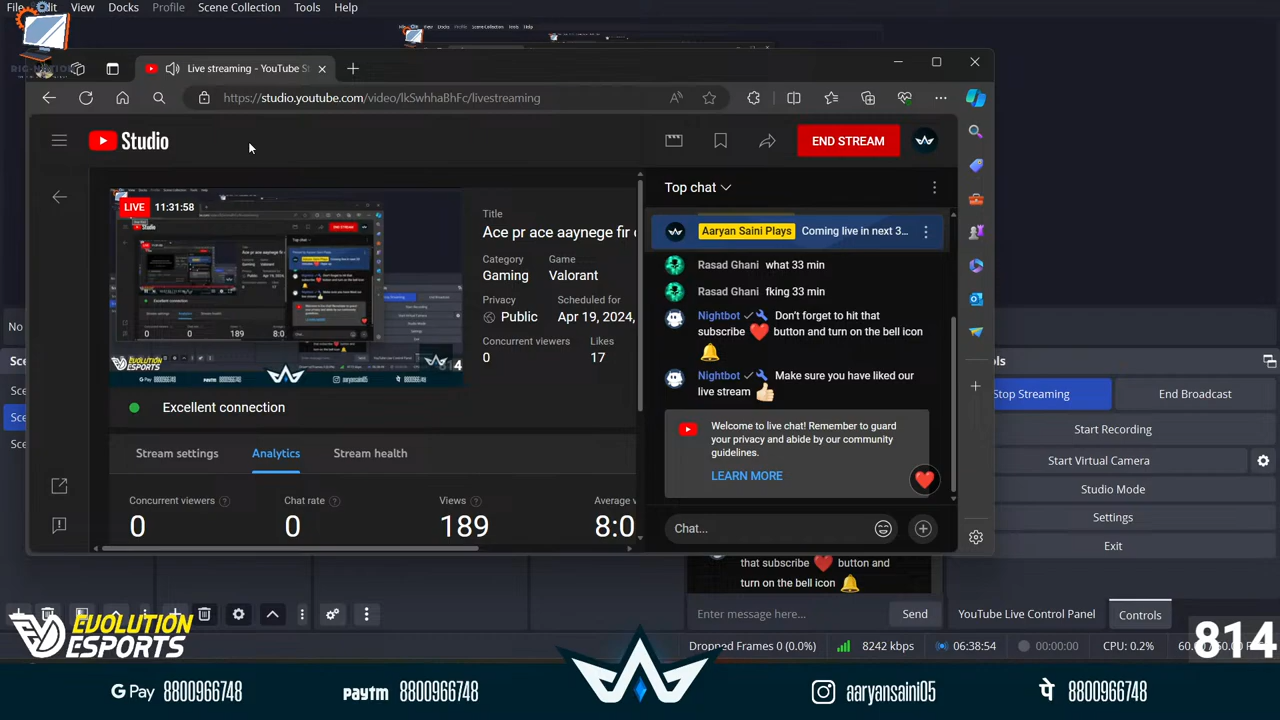 File Edit View Docks Profile Scene Collection Tools Help
Live streaming - YouTube S
https://studio.youtube.com/video/lkSwhhaBhFc/livestreaming
Studio
END STREAM
LIVE 11:31:58
Title
Ace pr ace aaynege fir
Category Game
Gaming Valorant
Privacy Scheduled for
Public Apr 19, 2024,
Concurrent viewers Likes
0 17
Excellent connection
Stream settings Analytics Stream health
Concurrent viewers Chat rate Views Average v
0 0 189 8:0
Top chat
Aaryan Saini Plays Coming live in next 3...
Rasad Ghani what 33 min
Rasad Ghani fking 33 min
Nightbot Don't forget to hit that
subscribe ❤️ button and turn on the bell icon
🔔
Nightbot Make sure you have liked our
live stream 👍
Welcome to live chat! Remember to guard
your privacy and abide by our community
guidelines.
LEARN MORE
Chat...
that subscribe ❤️ button and
turn on the bell icon 🔔
Enter message here... Send
No
Controls
Stop Streaming End Broadcast
Start Recording
Start Virtual Camera
Studio Mode
Settings
Exit
YouTube Live Control Panel Controls
Dropped Frames 0 (0.0%) 8242 kbps 06:38:54 00:00:00 CPU: 0.2%
814
EVOLUTION
ESPORTS
G Pay 8800966748 paytm 8800966748 aaryansaini05 पे 8800966748